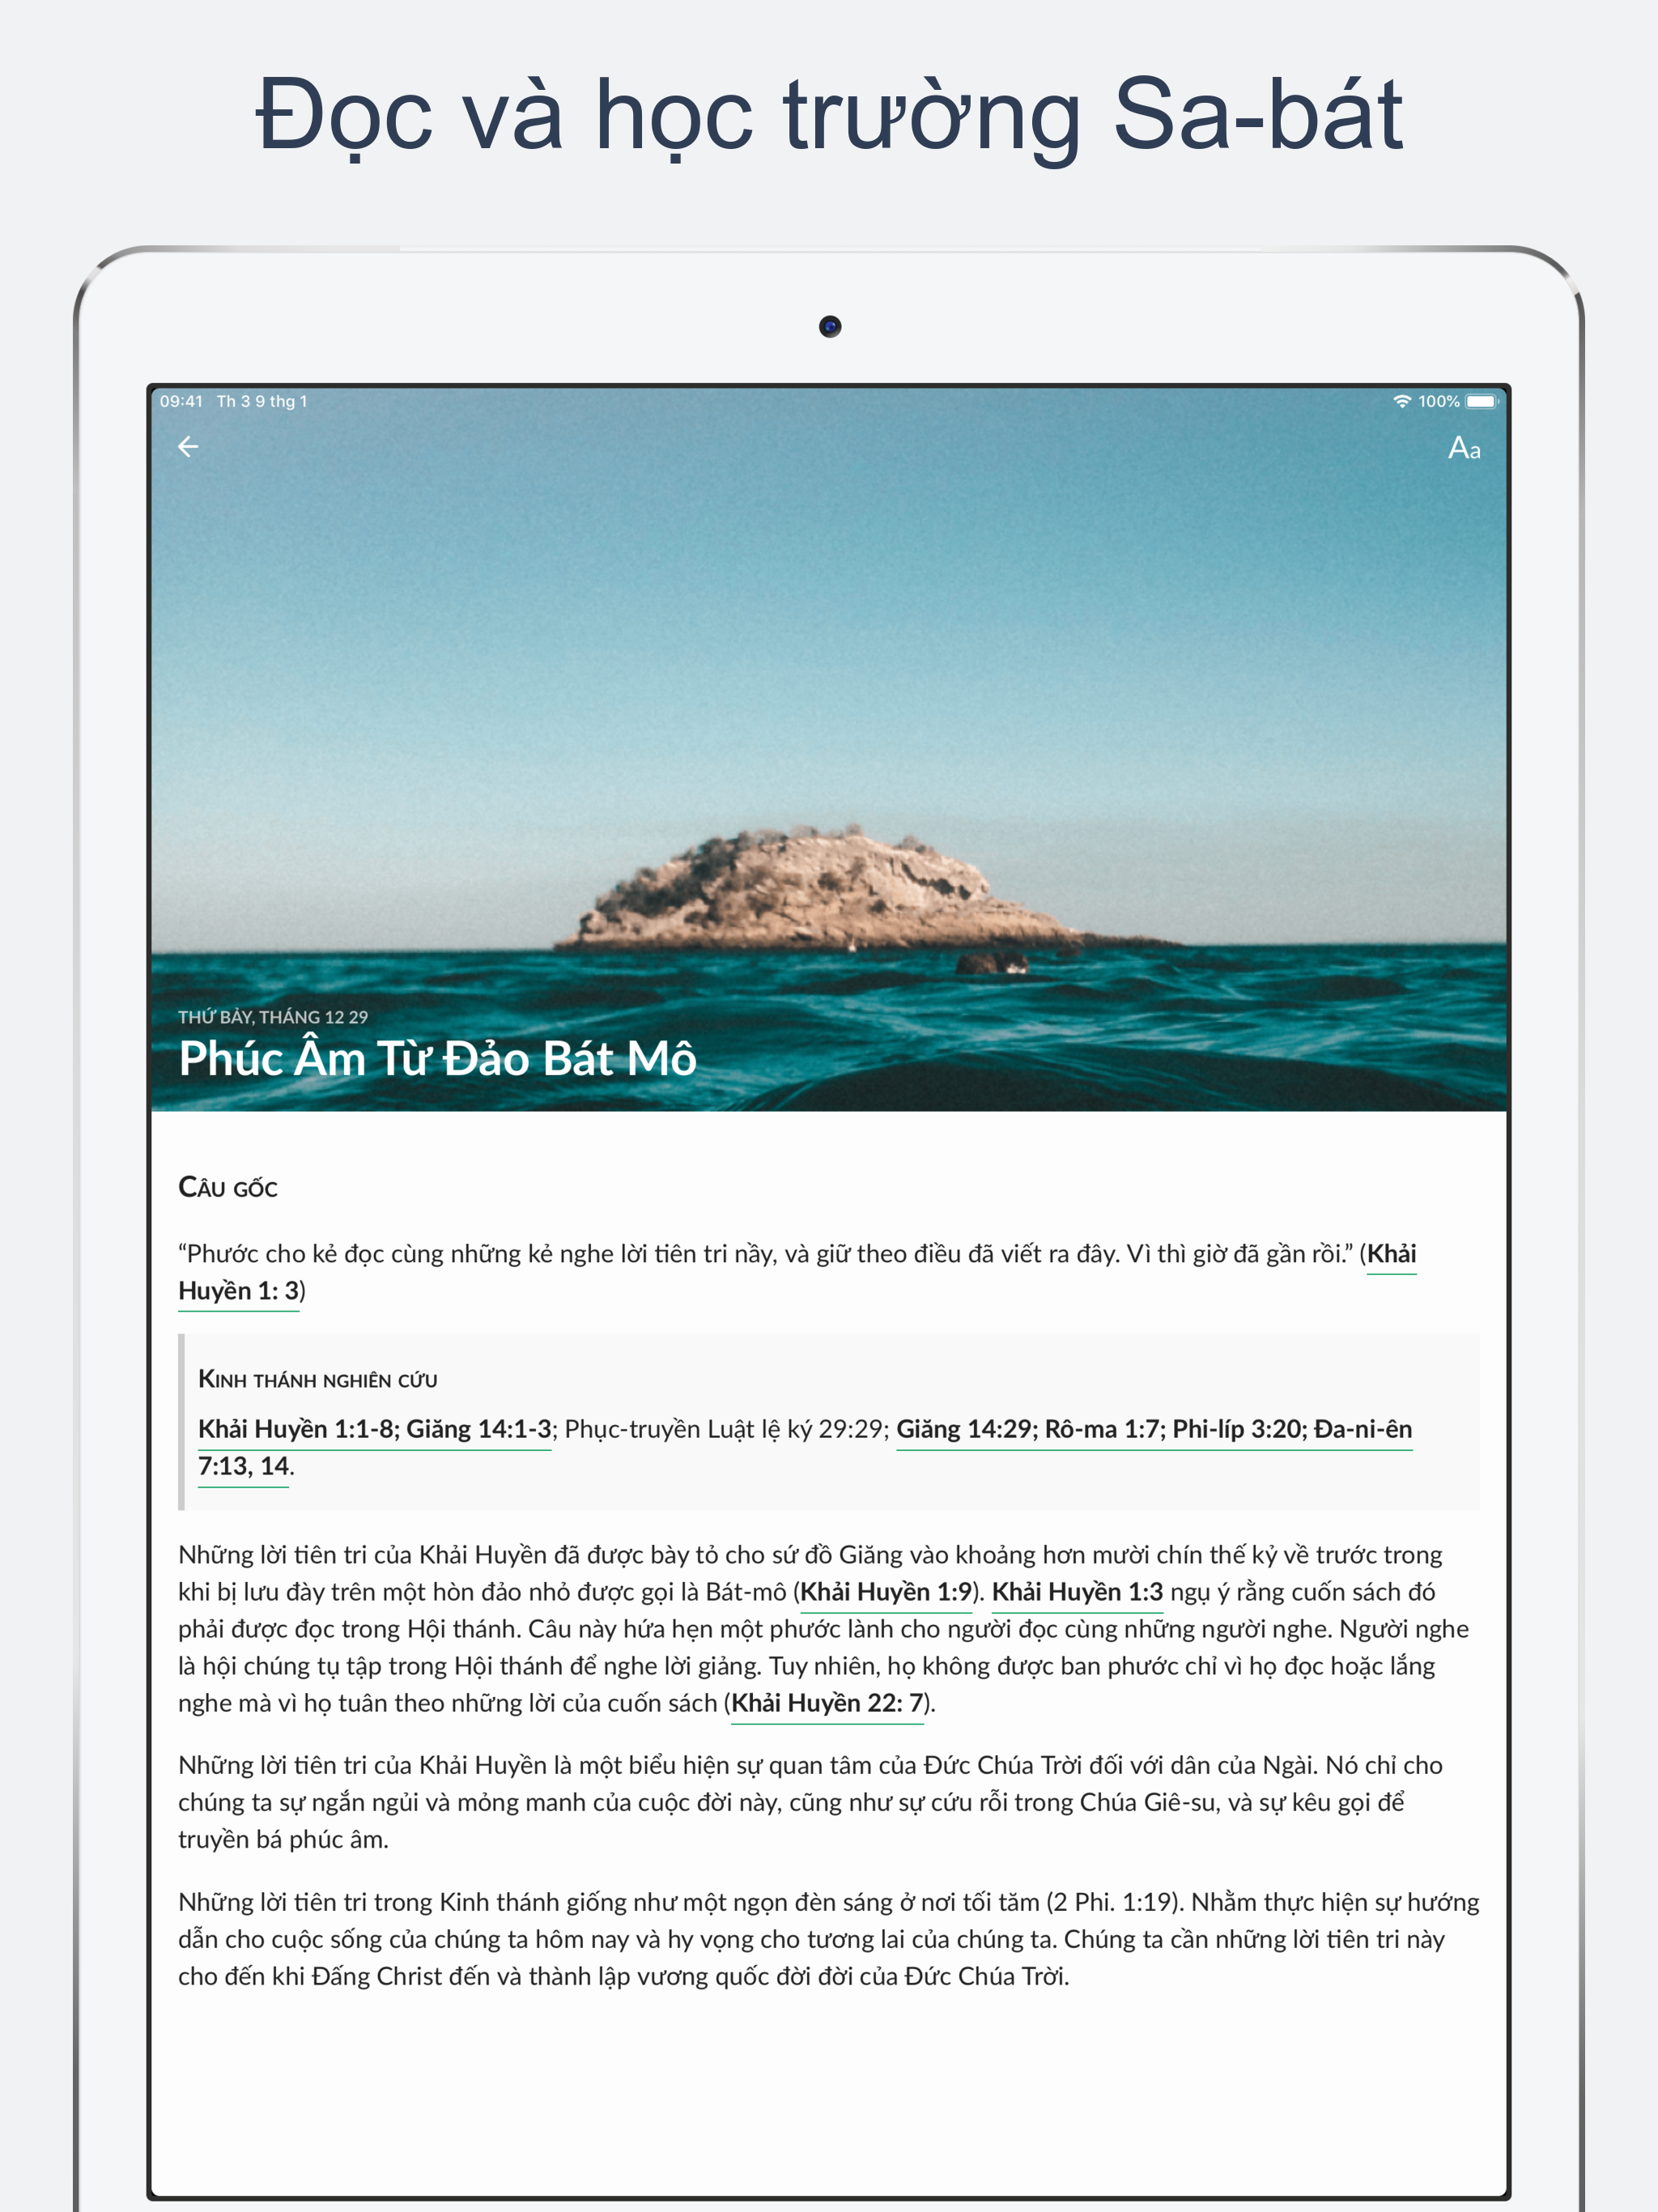 Đọc và học trường Sa-bát
09:41 Th 3 9 thg 1
100%
Aa
THỨ BẢY, THÁNG 12 29
Phúc Âm Từ Đảo Bát Mô
Câu gốc
“Phước cho kẻ đọc cùng những kẻ nghe lời tiên tri nầy, và giữ theo điều đã viết ra đây. Vì thì giờ đã gần rồi.” (Khải
Huyền 1: 3)
Kinh thánh nghiên cứu
Khải Huyền 1:1-8; Giăng 14:1-3; Phục-truyền Luật lệ ký 29:29; Giăng 14:29; Rô-ma 1:7; Phi-líp 3:20; Đa-ni-ên
7:13, 14.
Những lời tiên tri của Khải Huyền đã được bày tỏ cho sứ đồ Giăng vào khoảng hơn mười chín thế kỷ về trước trong
khi bị lưu đày trên một hòn đảo nhỏ được gọi là Bát-mô (Khải Huyền 1:9). Khải Huyền 1:3 ngụ ý rằng cuốn sách đó
phải được đọc trong Hội thánh. Câu này hứa hẹn một phước lành cho người đọc cùng những người nghe. Người nghe
là hội chúng tụ tập trong Hội thánh để nghe lời giảng. Tuy nhiên, họ không được ban phước chỉ vì họ đọc hoặc lắng
nghe mà vì họ tuân theo những lời của cuốn sách (Khải Huyền 22: 7).
Những lời tiên tri của Khải Huyền là một biểu hiện sự quan tâm của Đức Chúa Trời đối với dân của Ngài. Nó chỉ cho
chúng ta sự ngắn ngủi và mỏng manh của cuộc đời này, cũng như sự cứu rỗi trong Chúa Giê-su, và sự kêu gọi để
truyền bá phúc âm.
Những lời tiên tri trong Kinh thánh giống như một ngọn đèn sáng ở nơi tối tăm (2 Phi. 1:19). Nhằm thực hiện sự hướng
dẫn cho cuộc sống của chúng ta hôm nay và hy vọng cho tương lai của chúng ta. Chúng ta cần những lời tiên tri này
cho đến khi Đấng Christ đến và thành lập vương quốc đời đời của Đức Chúa Trời.